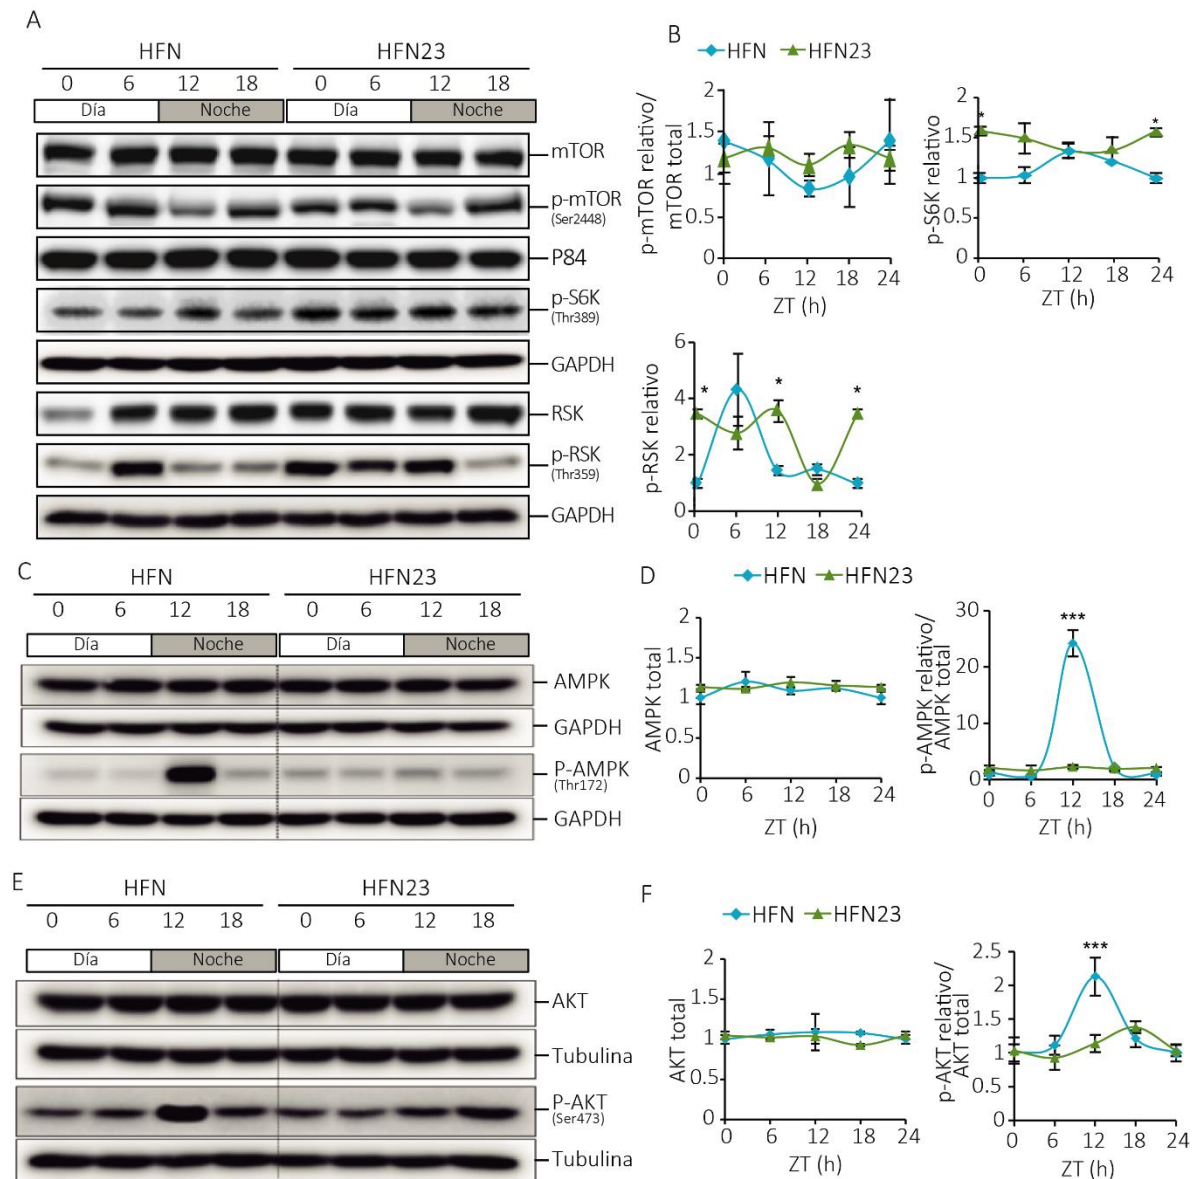 A
HFN HFN23
0 6 12 18 0 6 12 18
Día Noche Día Noche
mTOR
p-mTOR
(Ser2448)
P84
p-S6K
(Thr389)
GAPDH
RSK
p-RSK
(Thr359)
GAPDH
B
HFN HFN23
p-mTOR relativo/
mTOR total
2
1.5
1
0.5
0
0 6 12 18 24
ZT (h)
p-S6K relativo
2
1.5
1
0.5
0
* *
0 6 12 18 24
ZT (h)
p-RSK relativo
6
4
2
0
* * *
0 6 12 18 24
C
HFN HFN23
0 6 12 18 0 6 12 18
Día Noche Día Noche
AMPK
GAPDH
P-AMPK
(Thr172)
GAPDH
D
HFN HFN23
AMPK total
2
1.5
1
0.5
0
0 6 12 18 24
ZT (h)
p-AMPK relativo/
AMPK total
30
20
10
0
***
0 6 12 18 24
ZT (h)
E
HFN HFN23
0 6 12 18 0 6 12 18
Día Noche Día Noche
AKT
Tubulina
P-AKT
(Ser473)
Tubulina
F
HFN HFN23
AKT total
2
1.5
1
0.5
0
0 6 12 18 24
ZT (h)
p-AKT relativo/
AKT total
2.5
2
1.5
1
0.5
0
***
0 6 12 18 24
ZT (h)